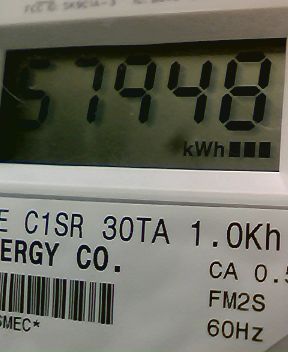 57948
kWh
E C1SR 30TA 1.0Kh
ERGY CO.
CA 0.5
FM2S
SMEC*
60Hz